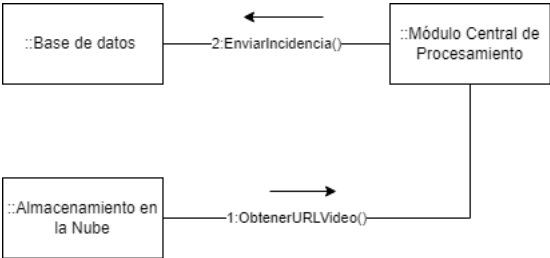 ::Base de datos
2:EnviarIncidencia()
::Módulo Central de
Procesamiento
::Almacenamiento en
la Nube
1:ObtenerURLVideo()